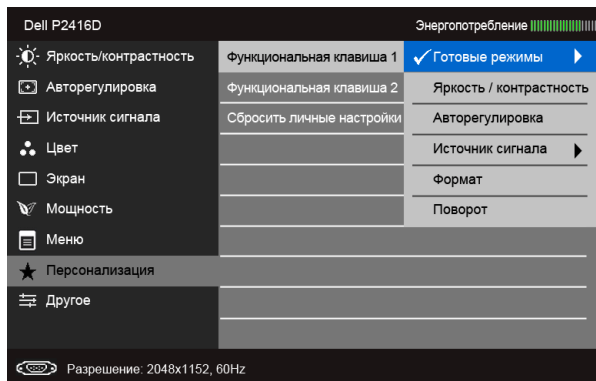 Dell P2416D
Энергопотребление
Яркость/контрастность
Функциональная клавиша 1
Готовые режимы
Авторегулировка
Функциональная клавиша 2
Яркость / контрастность
Источник сигнала
Сбросить личные настройки
Авторегулировка
Цвет
Источник сигнала
Экран
Формат
Мощность
Поворот
Меню
Персонализация
Другое
Разрешение: 2048x1152, 60Hz